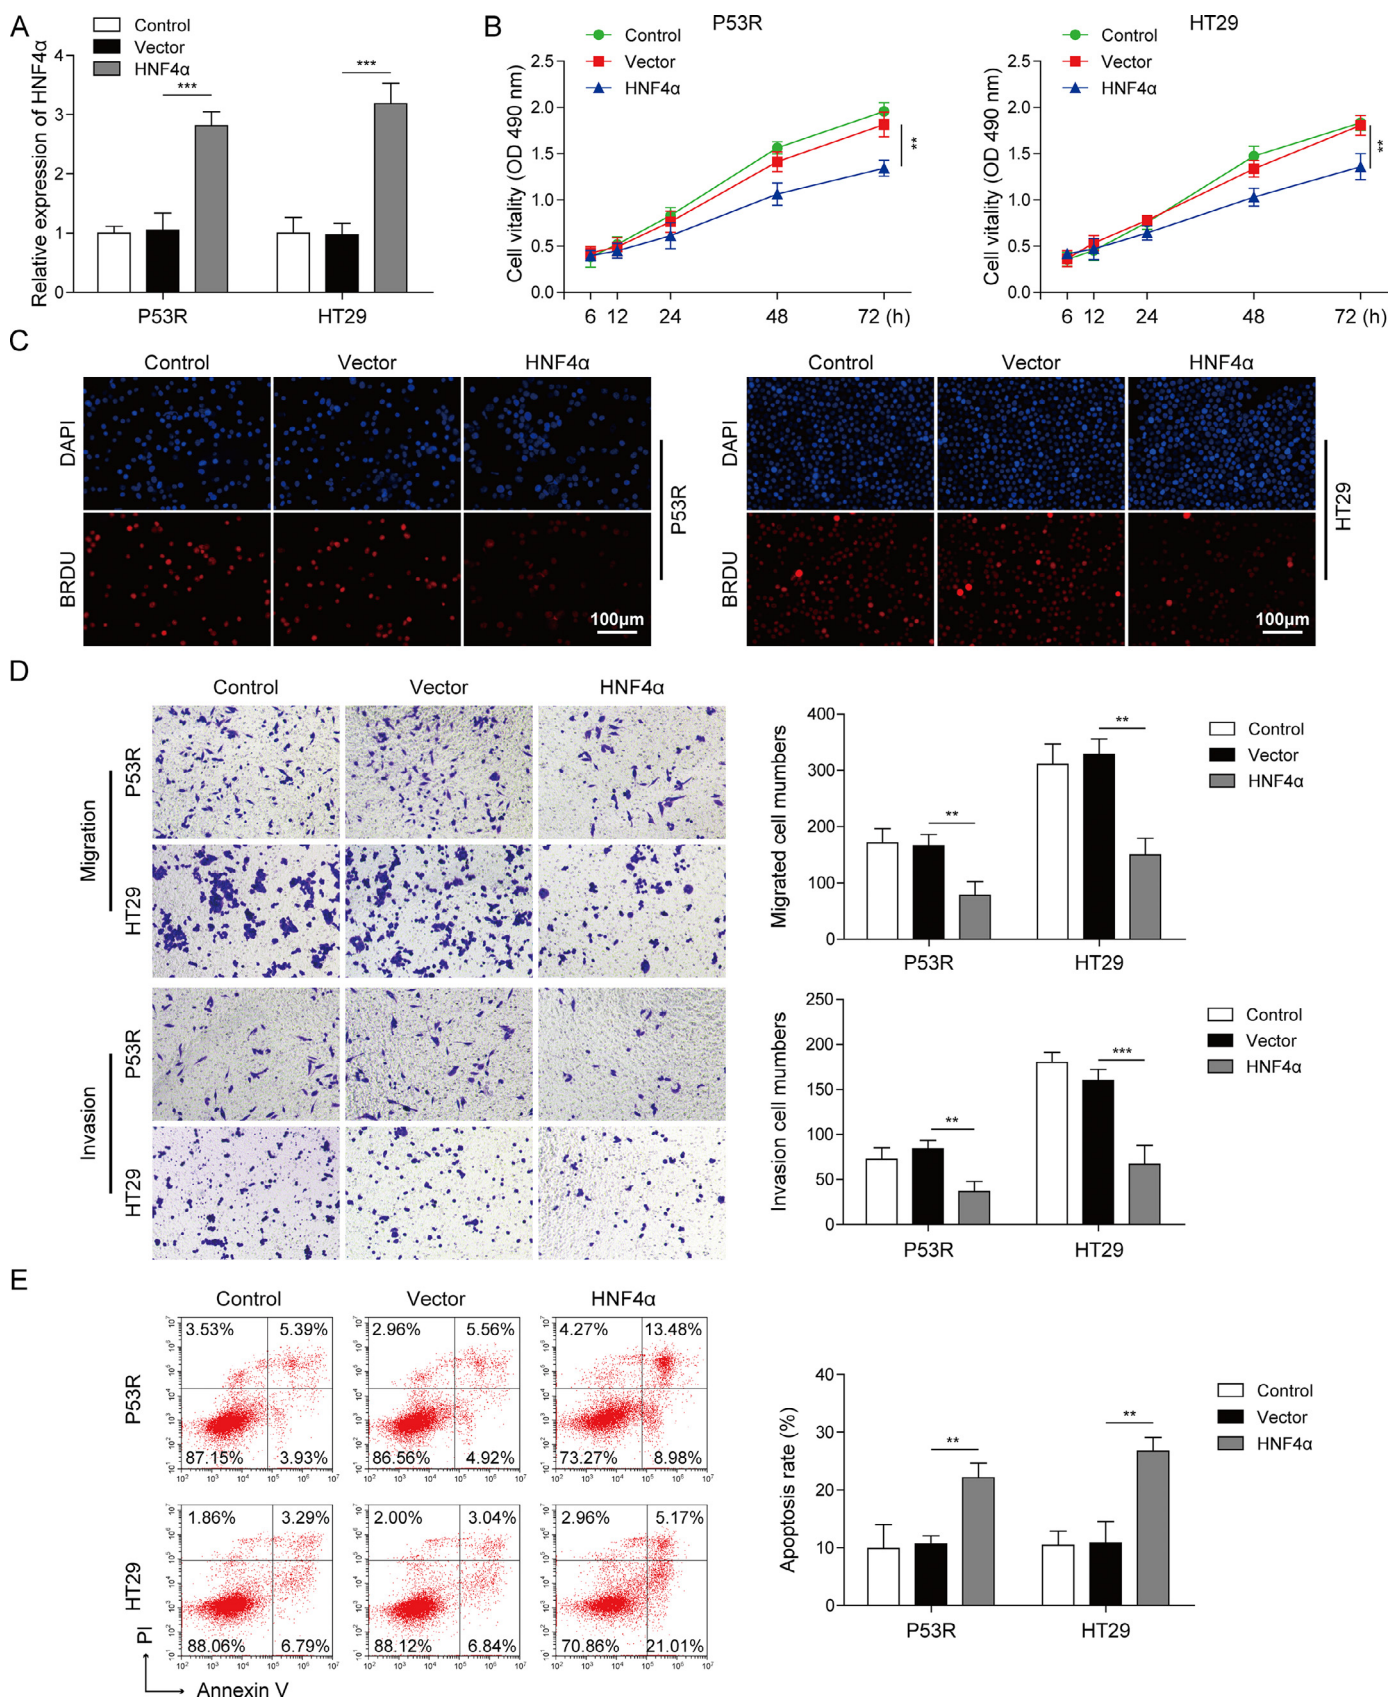 A
Control
Vector
HNF4α
Relative expression of HNF4α
4
3
2
1
0
***
***
P53R
HT29
B
P53R
Control
Vector
HNF4α
Cell vitality (OD 490 nm)
2.5
2.0
1.5
1.0
0.5
0.0
**
6 12 24 48 72 (h)
HT29
Control
Vector
HNF4α
Cell vitality (OD 490 nm)
2.5
2.0
1.5
1.0
0.5
0.0
**
6 12 24 48 72 (h)
C
Control Vector HNF4α
DAPI
BRDU
100μm
P53R
Control Vector HNF4α
DAPI
BRDU
100μm
HT29
D
Control Vector HNF4α
Migration
P53R
HT29
Invasion
P53R
HT29
Migrated cell mumbers
400
300
200
100
0
**
**
P53R HT29
Control
Vector
HNF4α
Invasion cell mumbers
250
200
150
100
50
0
**
***
P53R HT29
Control
Vector
HNF4α
E
Control Vector HNF4α
P53R
3.53% 5.39%
87.15% 3.93%
2.96% 5.56%
86.56% 4.92%
4.27% 13.48%
73.27% 8.98%
HT29
1.86% 3.29%
88.06% 6.79%
2.00% 3.04%
88.12% 6.84%
2.96% 5.17%
70.86% 21.01%
PI
Annexin V
Apoptosis rate (%)
40
30
20
10
0
**
**
P53R HT29
Control
Vector
HNF4α